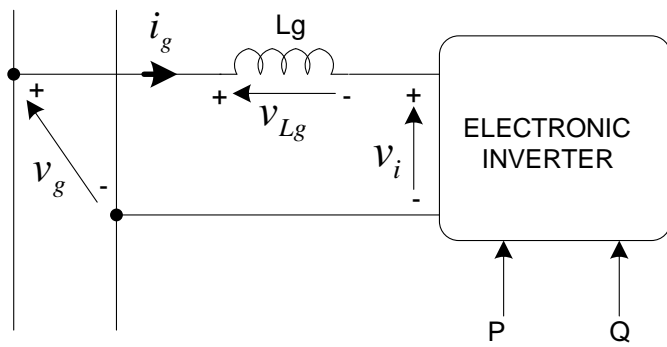 i_g
Lg
+
+ -
v_Lg
+
v_g
-
v_i
-
ELECTRONIC
INVERTER
P
Q